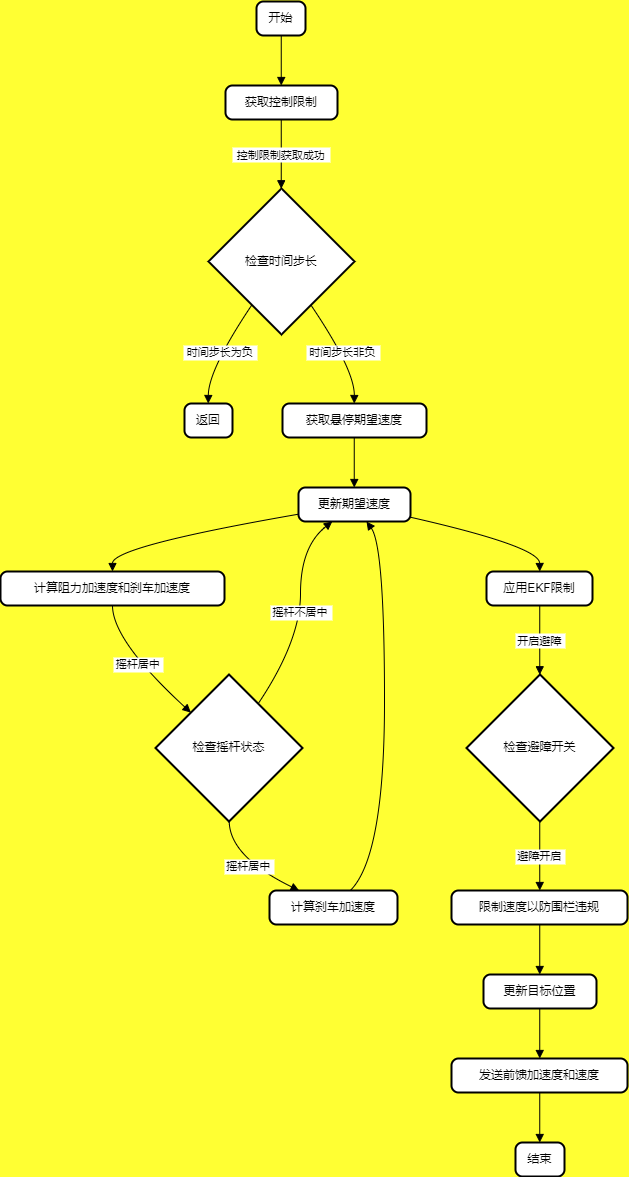 开始
获取控制限制
控制限制获取成功
检查时间步长
时间步长为负
时间步长非负
返回
获取悬停期望速度
更新期望速度
计算阻力加速度和刹车加速度
应用EKF限制
摇杆不居中
开启避障
摇杆居中
检查摇杆状态
检查避障开关
避障开启
摇杆居中
计算刹车加速度
限制速度以防围栏违规
更新目标位置
发送前馈加速度和速度
结束